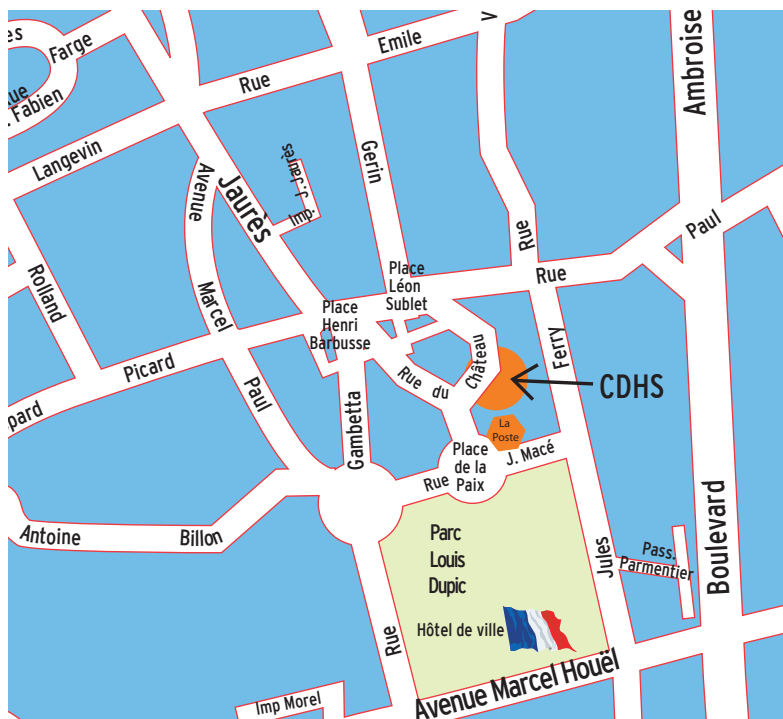 Farge
Fabien
Rue
Emile
V
Ambroise
Langevin
Avenue
Jaurès
Imp.
J. Jaurès
Gerin
Rue
Paul
Rue
Rolland
Marcel
Place
Léon
Sublet
Place
Henri
Barbusse
Picard
Paul
Gambetta
Rue du
Château
Ferry
CDHS
La
Poste
Place
de la
Paix
Rue
J. Macé
Antoine
Billon
Parc
Louis
Dupic
Hôtel de ville
Jules
Pass.
Parmentier
Boulevard
Rue
Avenue Marcel Houël
Imp Morel